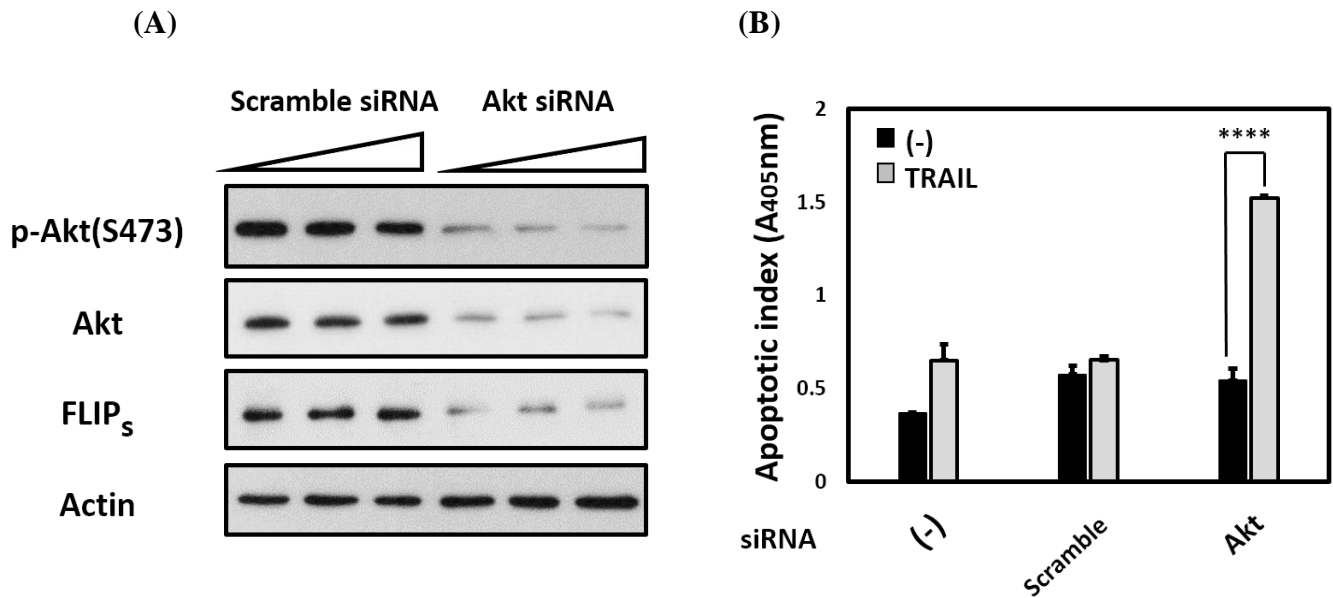 (A)
Scramble siRNA
Akt siRNA
p-Akt(S473)
Akt
FLIPs
Actin
(B)
Apoptotic index (A405nm)
2
1.5
1
0.5
0
(-)
TRAIL
****
siRNA
(-)
Scramble
Akt